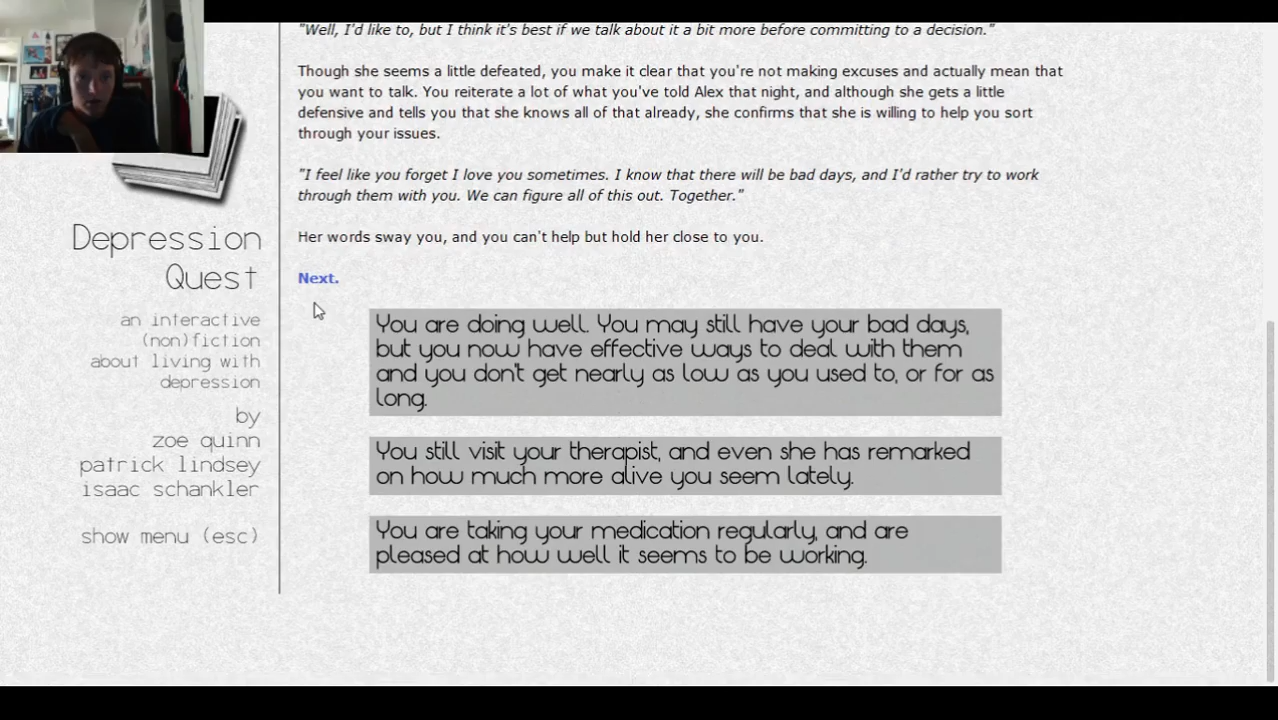 "Well, I'd like to, but I think it's best if we talk about it a bit more before committing to a decision."
Though she seems a little defeated, you make it clear that you're not making excuses and actually mean that
you want to talk. You reiterate a lot of what you've told Alex that night, and although she gets a little
defensive and tells you that she knows all of that already, she confirms that she is willing to help you sort
through your issues.
"I feel like you forget I love you sometimes. I know that there will be bad days, and I'd rather try to work
through them with you. We can figure all of this out. Together."
Her words sway you, and you can't help but hold her close to you.
Next.
Depression
Quest
an interactive
(non)fiction
about living with
depression
by
zoe quinn
patrick lindsey
isaac schankler
show menu (esc)
You are doing well. You may still have your bad days,
but you now have effective ways to deal with them
and you don't get nearly as low as you used to, or for as
long.
You still visit your therapist, and even she has remarked
on how much more alive you seem lately.
You are taking your medication regularly, and are
pleased at how well it seems to be working.